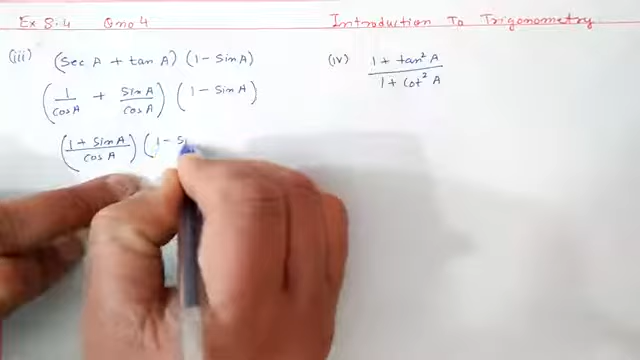 Ex 8.4 Qno 4 Introduction To Trigonometry
(iii) (Sec A + tan A) (1 - Sin A)
(1/cos A + Sin A/cos A) (1 - Sin A)
(1 + Sin A/cos A) (1 - S
(iv) 1 + tan² A
1 + cot² A